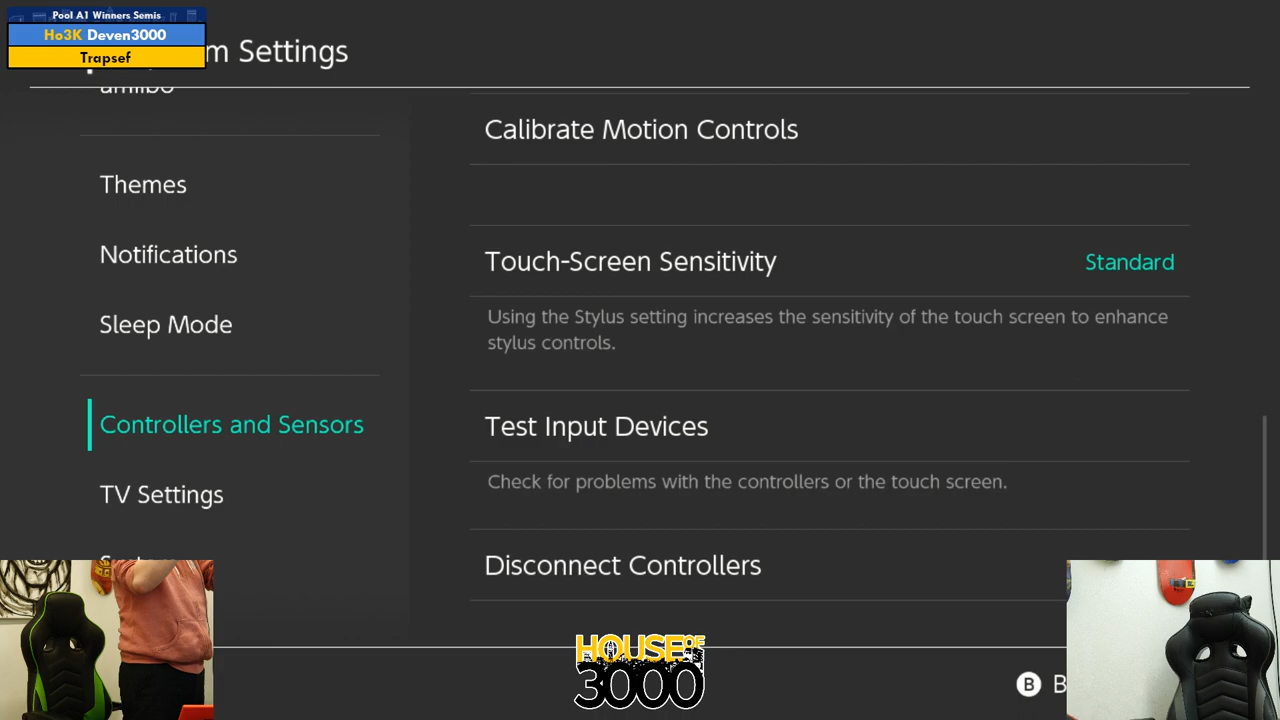 Pool A1 Winners Semis
Ho3K Deven3000
Trapsef
m Settings
amiibo
Themes
Notifications
Sleep Mode
Controllers and Sensors
TV Settings
Calibrate Motion Controls
Touch-Screen Sensitivity Standard
Using the Stylus setting increases the sensitivity of the touch screen to enhance
stylus controls.
Test Input Devices
Check for problems with the controllers or the touch screen.
Disconnect Controllers
HOUSE OF
3000
B B